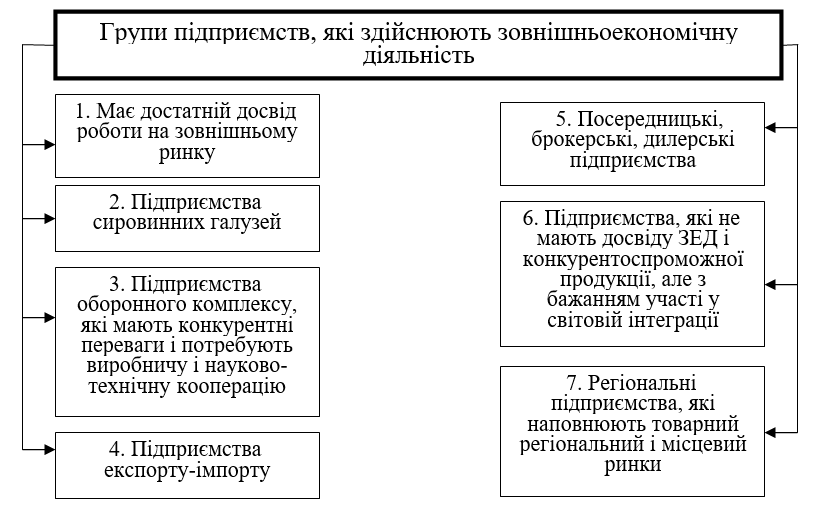 Групи підприємств, які здійснюють зовнішньоекономічну
діяльність
1. Має достатній досвід
роботи на зовнішньому
ринку
2. Підприємства
сировинних галузей
3. Підприємства
оборонного комплексу,
які мають конкурентні
переваги і потребують
виробничу і науково-
технічну кооперацію
4. Підприємства
експорту-імпорту
5. Посередницькі,
брокерські, дилерські
підприємства
6. Підприємства, які не
мають досвіду ЗЕД і
конкурентоспроможної
продукції, але з
бажанням участі у
світовій інтеграції
7. Регіональні
підприємства, які
наповнюють товарний
регіональний і місцевий
ринки